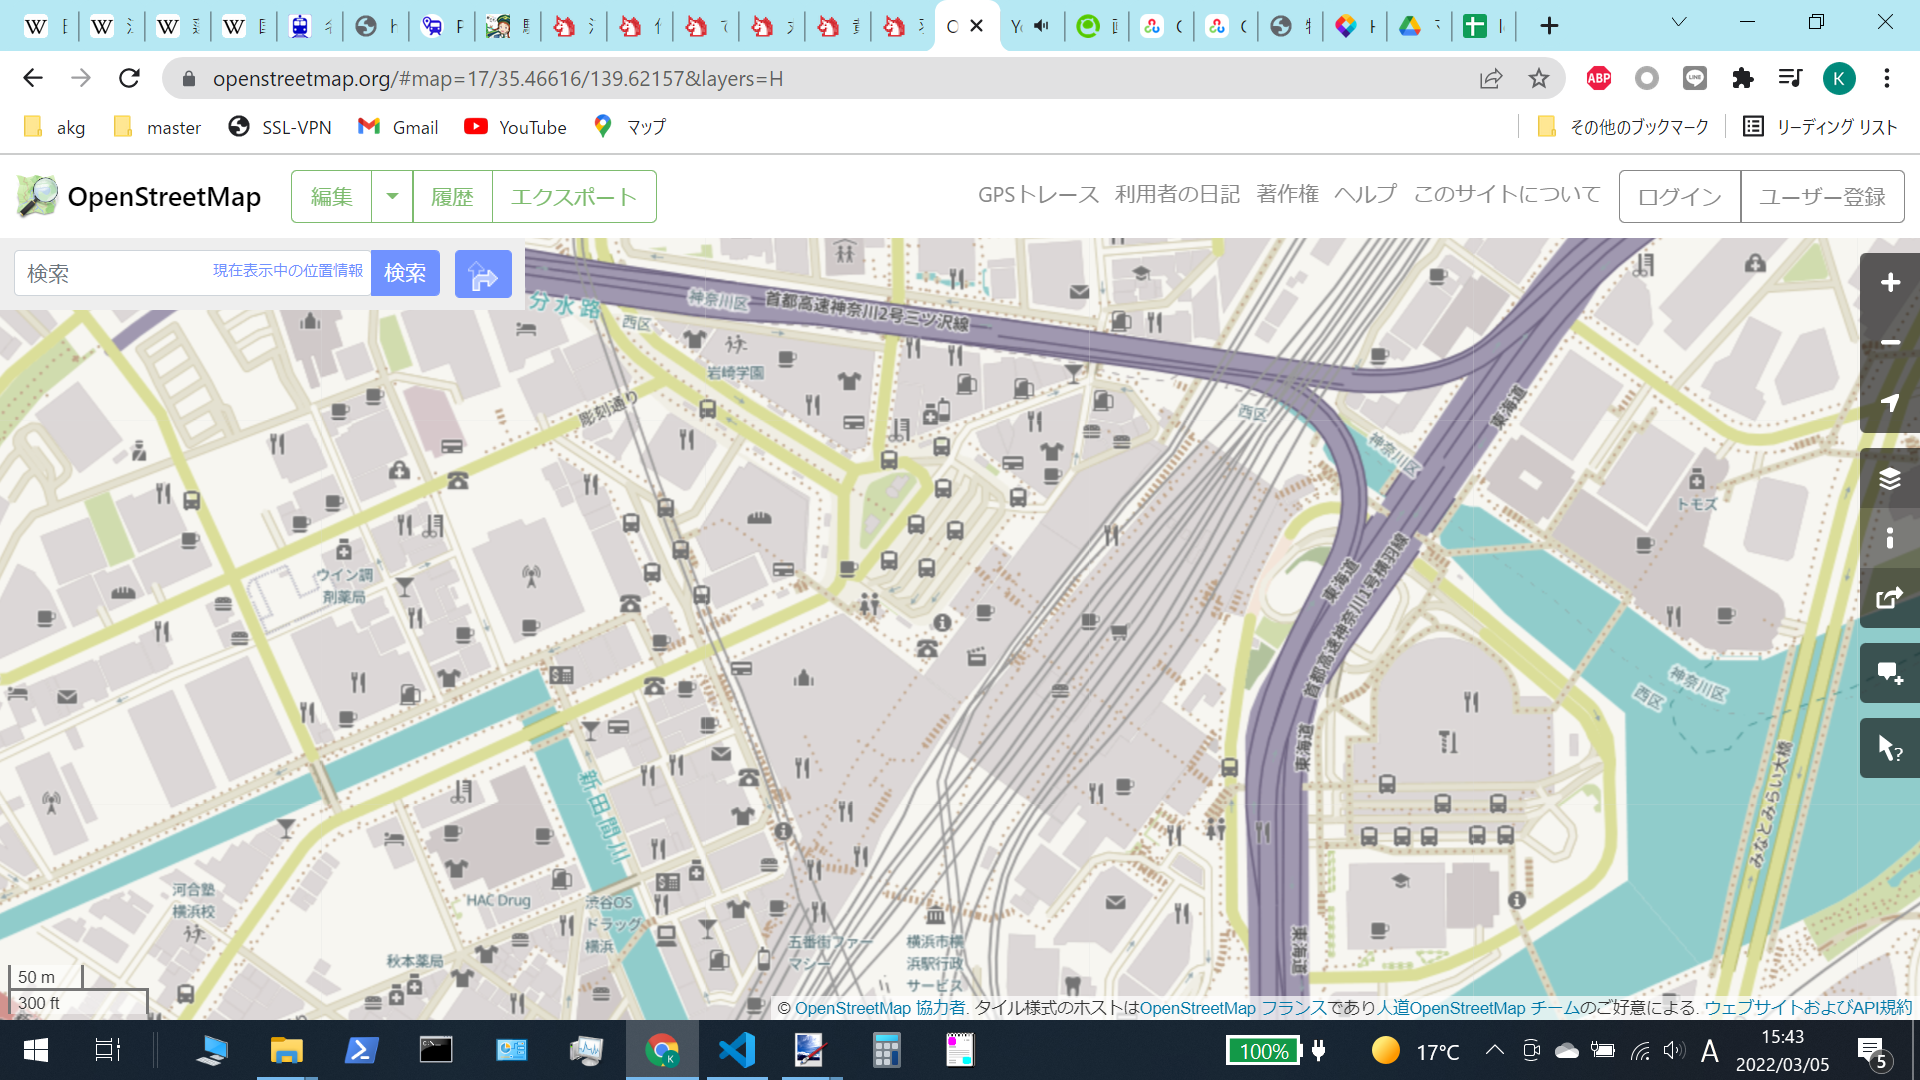 openstreetmap.org/#map=17/35.46616/139.62157&layers=H
ABP
LINE
K
akg
master
SSL-VPN
Gmail
YouTube
マップ
その他のブックマーク
リーディング リスト
OpenStreetMap
編集
履歴
エクスポート
GPSトレース
利用者の日記
著作権
ヘルプ
このサイトについて
ログイン
ユーザー登録
検索
現在表示中の位置情報
検索
分水路
西区
神奈川区
首都高速神奈川2号三ツ沢線
岩崎学園
彫刻通り
西区
神奈川区
東海道
トモズ
ウイン調
剤薬局
東海道
首都高速神奈川1号横羽線
東海道
神奈川区
西区
みなとみらい大橋
新田間川
河合塾
横浜校
HAC Drug
渋谷OS
ドラッグ
横浜
秋本薬局
五番街ファー
マシー
横浜市横
浜駅行政
サービス
東海道
50 m
300 ft
© OpenStreetMap 協力者. タイル様式のホストはOpenStreetMap フランスであり人道OpenStreetMap チームのご好意による. ウェブサイトおよびAPI規約
100%
17°C
A
15:43
2022/03/05
5